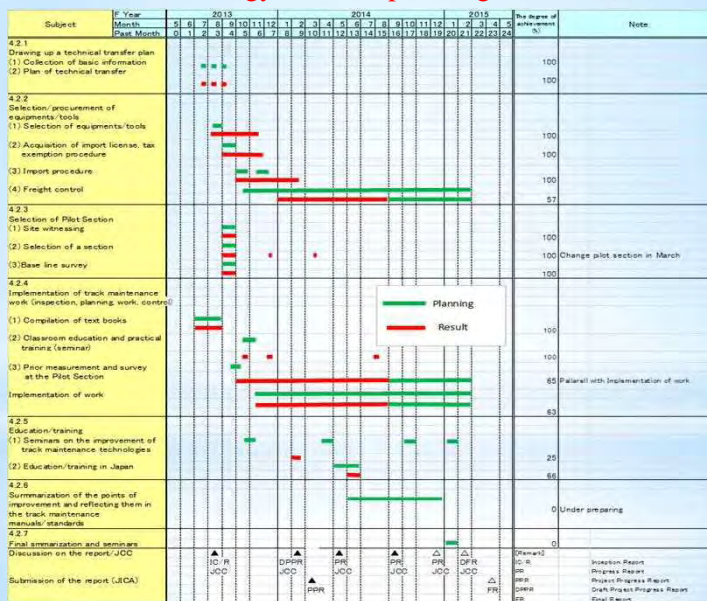 F Year 2013 2014 2015 The degree of achievement (%) Note
Subject Month 5 6 7 8 9 10 11 12 1 2 3 4 5 6 7 8 9 10 11 12 1 2 3 4 5
Past Month 0 1 2 3 4 5 6 7 8 9 10 11 12 13 14 15 16 17 18 19 20 21 22 23 24
4.2.1
Drawing up a technical transfer plan
(1) Collection of basic information 100
(2) Plan of technical transfer
100
4.2.2
Selection/procurement of
equipments/tools
(1) Selection of equipments/tools
100
(2) Acquisition of import license, tax
exemption procedure 100
(3) Import procedure
100
(4) Freight control
57
4.2.3
Selection of Pilot Section
(1) Site witnessing
100
(2) Selection of a section
100 Change pilot section in March
(3)Base line survey
100
4.2.4
Implementation of track maintenance
work (inspection, planning, work, control)
Planning
Result
(1) Compilation of text books
100
(2) Classroom education and practical
training (seminar)
100
(3) Prior measurement and survey
at the Pilot Section
65 Pallarell with Implementation of work
Implementation of work
63
4.2.5
Education/training
(1) Seminars on the improvement of
track maintenance technologies
25
(2) Education/training in Japan
66
4.2.6
Summarization of the points of
improvement and reflecting them in
the track maintenance
manuals/standards
0 Under preparing
4.2.7
Final smmarization and seminars 0
Discussion on the report/JCC [Remark]
IC/R DPPR PR PR PR DFR IC/R Inception Report
JCC JCC JCC JCC JCC JCC PR Progress Report
Submission of the report (JICA) PPR Project Progress Report
PPR FR DPPR Draft Project Progress Report
FR Final Report